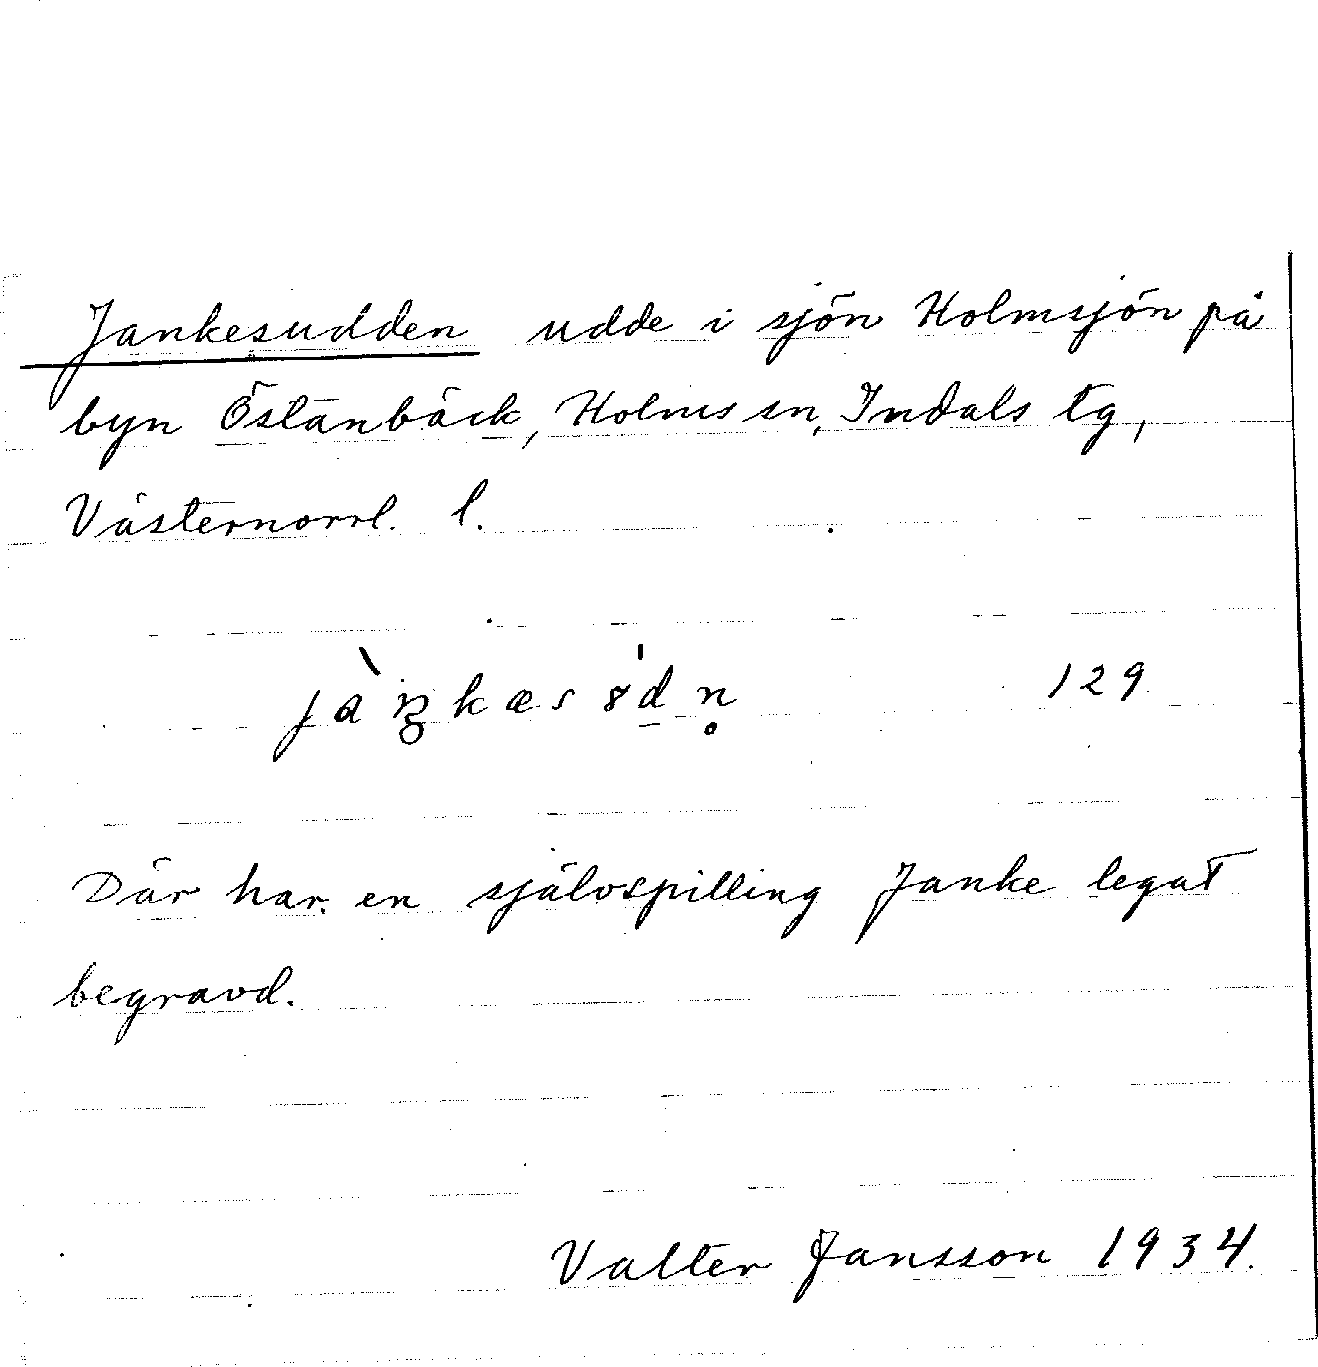 Jankesudden udde i sjön Holmsjön på
byn Östanbäck, Holms sn, Indals tg,
Västernorrl. l.
129
Där har en självspilling Janke legat
begravd.
Valter Jansson 1934.